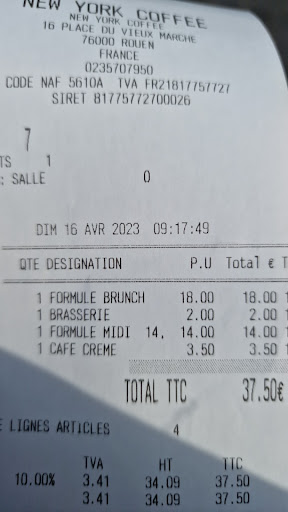 NEW YORK COFFEE
NEW YORK COFFEE
16 PLACE DU VIEUX MARCHE
76000 ROUEN
FRANCE
0235707950
CODE NAF 5610A TVA FR21817757727
SIRET 81775772700026
7
TS 1
: SALLE 0
DIM 16 AVR 2023 09:17:49
QTE DESIGNATION P.U Total € T
1 FORMULE BRUNCH 18.00 18.00 1
1 BRASSERIE 2.00 2.00 1
1 FORMULE MIDI 14, 14.00 14.00 1
1 CAFE CREME 3.50 3.50 1
TOTAL TTC 37.50€
E LIGNES ARTICLES 4
TVA HT TTC
10.00% 3.41 34.09 37.50
3.41 34.09 37.50